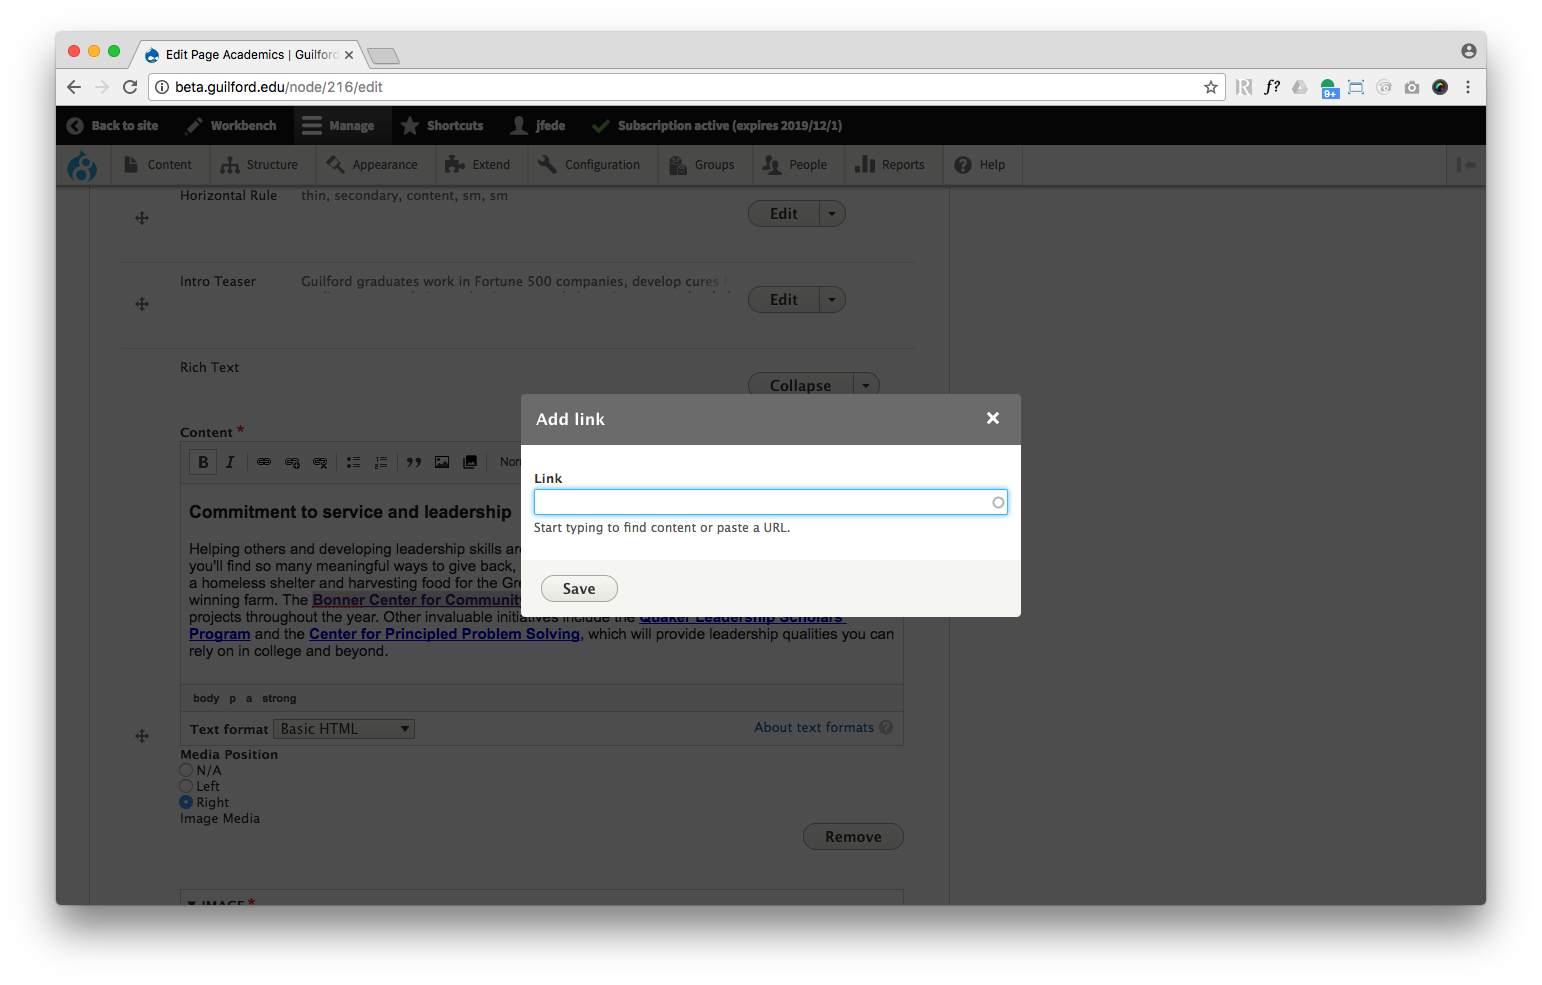 Edit Page Academics | Guilford
beta.guilford.edu/node/216/edit
f?
9+
Back to site Workbench Manage Shortcuts jfede Subscription active (expires 2019/12/1)
Content Structure Appearance Extend Configuration Groups People Reports Help
Horizontal Rule thin, secondary, content, sm, sm
Edit
Intro Teaser Guilford graduates work in Fortune 500 companies, develop cures
Edit
Rich Text
Collapse
Add link
Content *
B I Nor
Link
Commitment to service and leadership
Start typing to find content or paste a URL.
Helping others and developing leadership skills ar
you'll find so many meaningful ways to give back,
a homeless shelter and harvesting food for the Gr
Save
winning farm. The Bonner Center for Communit
projects throughout the year. Other invaluable initiatives include the Quaker Leadership Scholars'
Program and the Center for Principled Problem Solving, which will provide leadership qualities you can
rely on in college and beyond.
body p a strong
Text format Basic HTML About text formats ?
Media Position
N/A
Left
Right
Image Media
Remove
IMAGE *